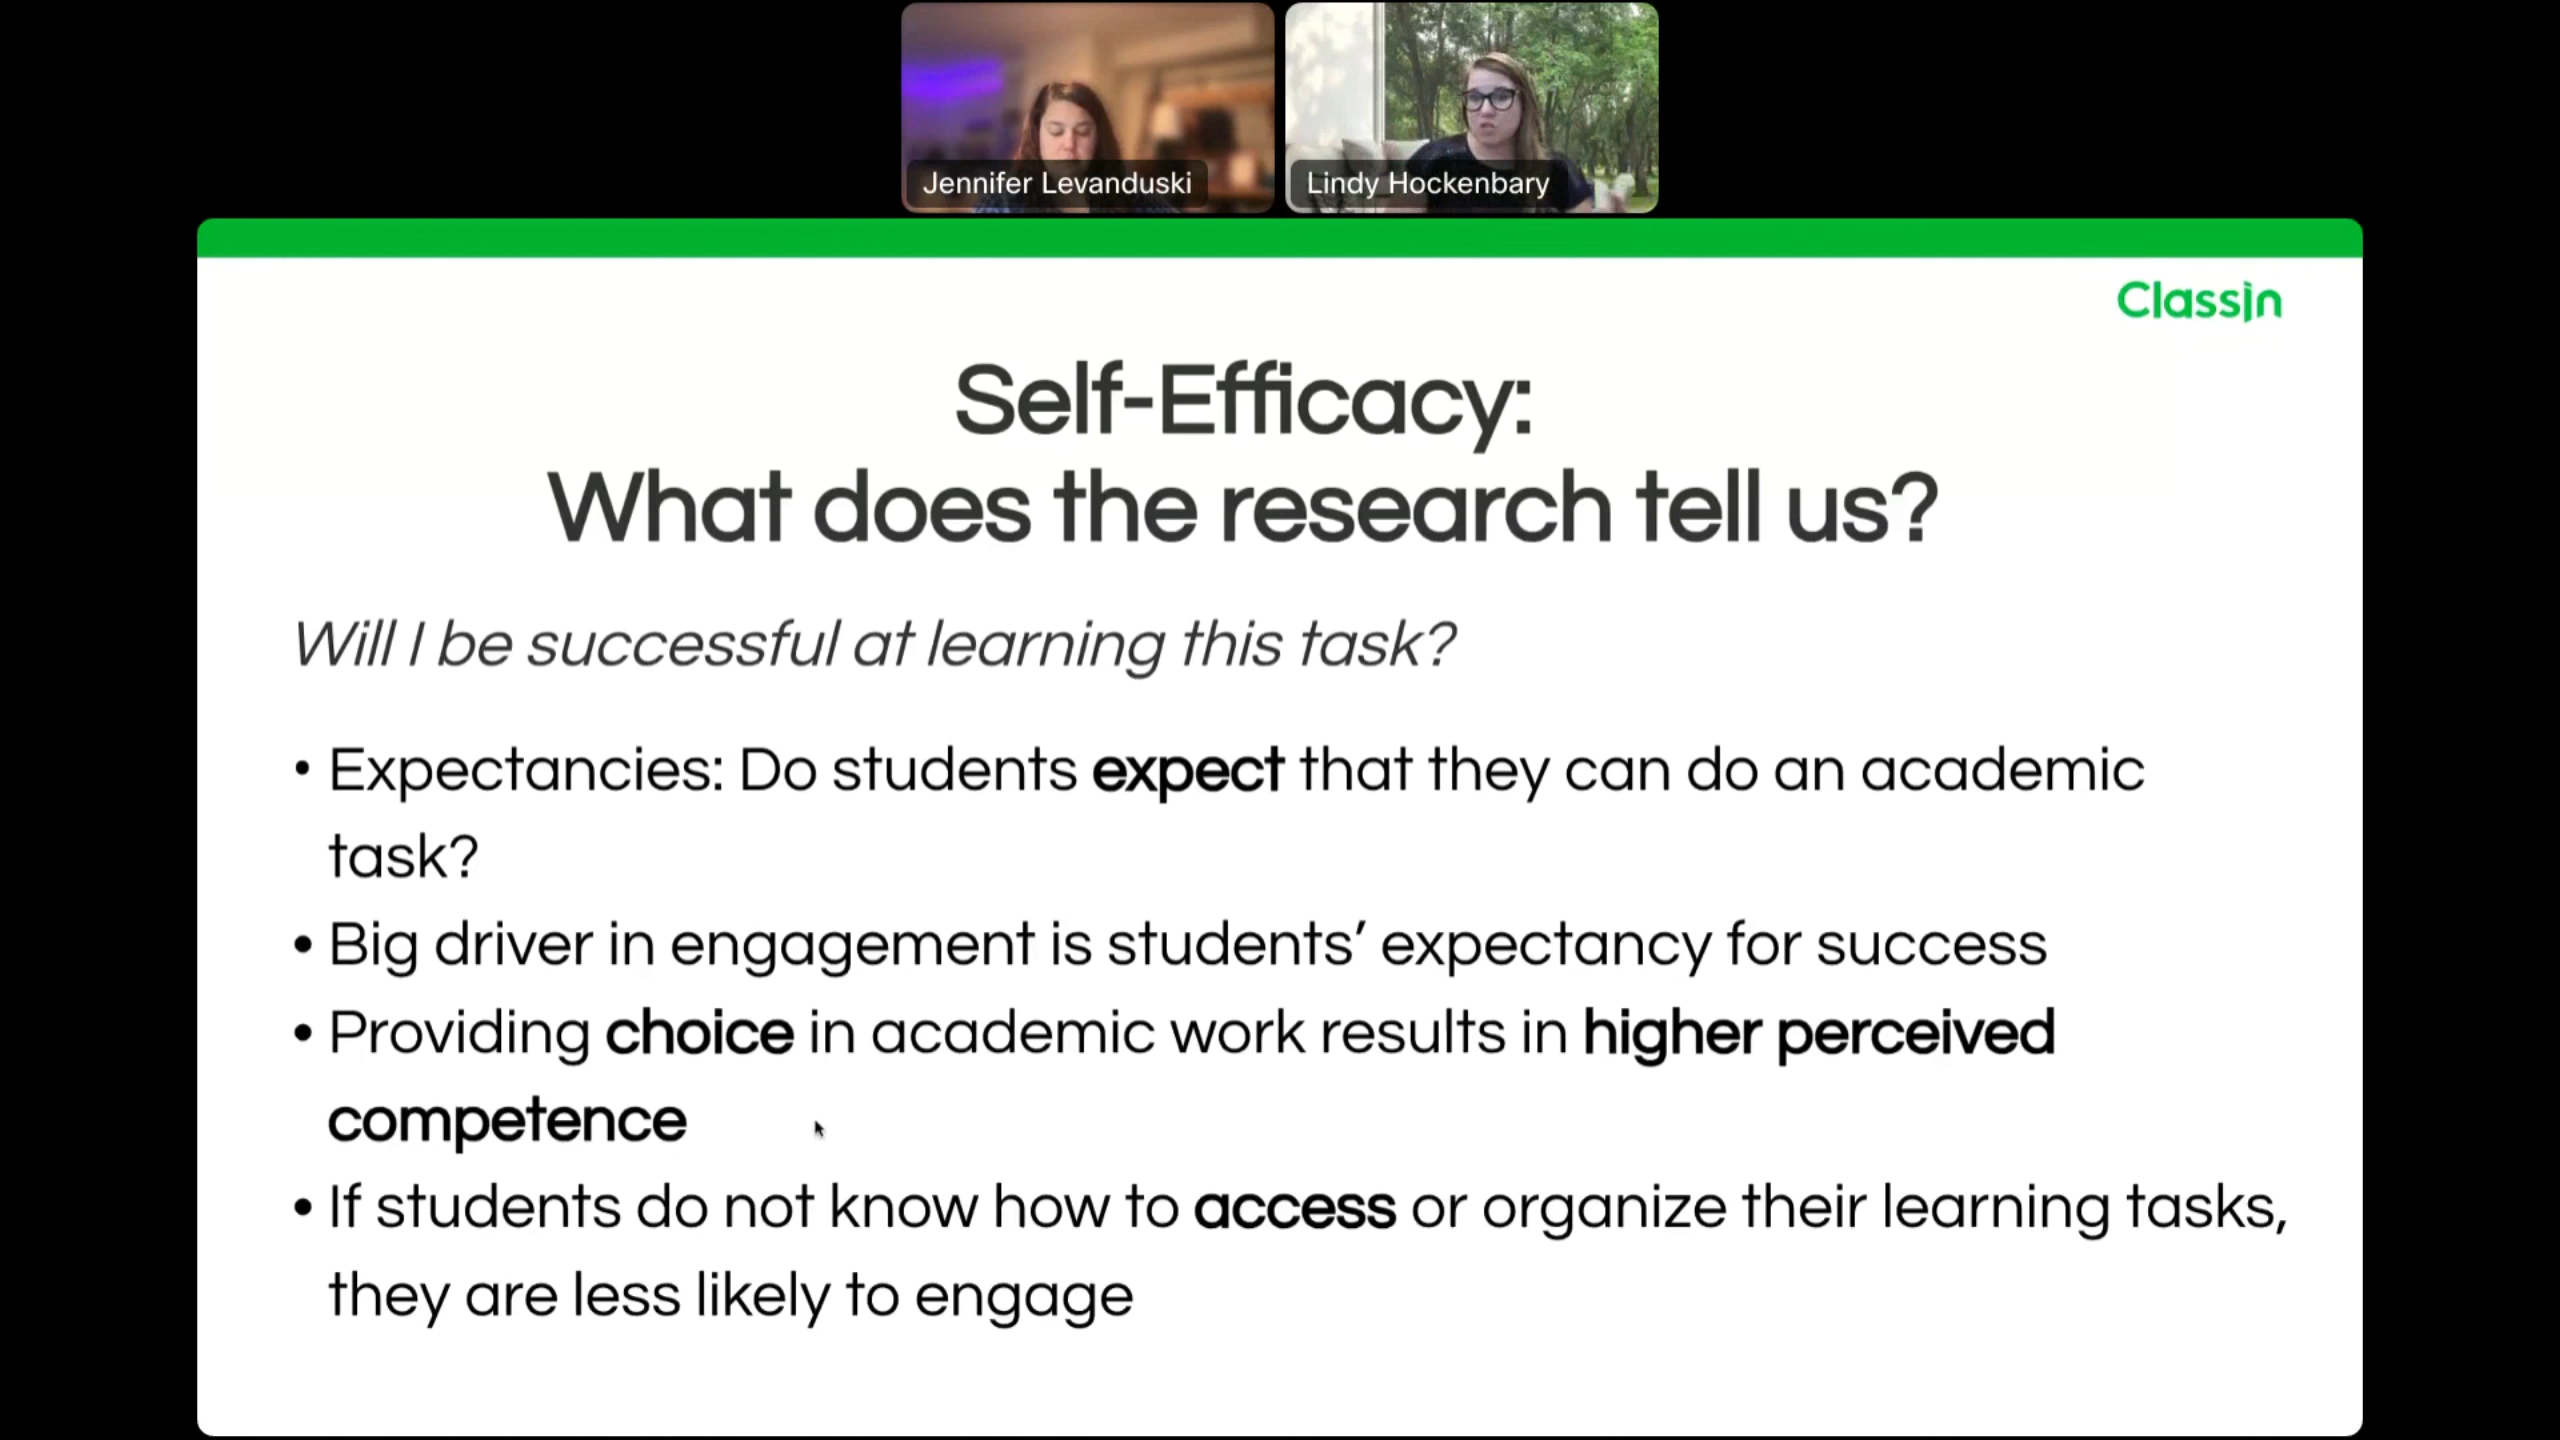 Jennifer Levanduski
Lindy Hockenbary
ClassIn
Self-Efficacy:
What does the research tell us?
Will I be successful at learning this task?
• Expectancies: Do students expect that they can do an academic
task?
• Big driver in engagement is students’ expectancy for success
• Providing choice in academic work results in higher perceived
competence
• If students do not know how to access or organize their learning tasks,
they are less likely to engage